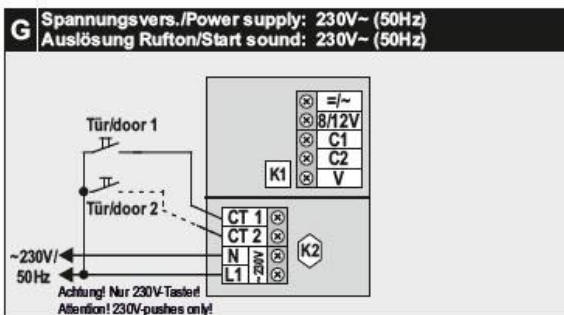 G
Spannungsvers./Power supply: 230V~ (50Hz)
Auslösung Rufton/Start sound: 230V~ (50Hz)
Tür/door 1
Tür/door 2
=/~
8/12V
C1
C2
V
K1
CT 1
CT 2
N
L1
~230V
K2
~230V/
50Hz
Achtung! Nur 230V-Taster!
Attention! 230V-pushes only!